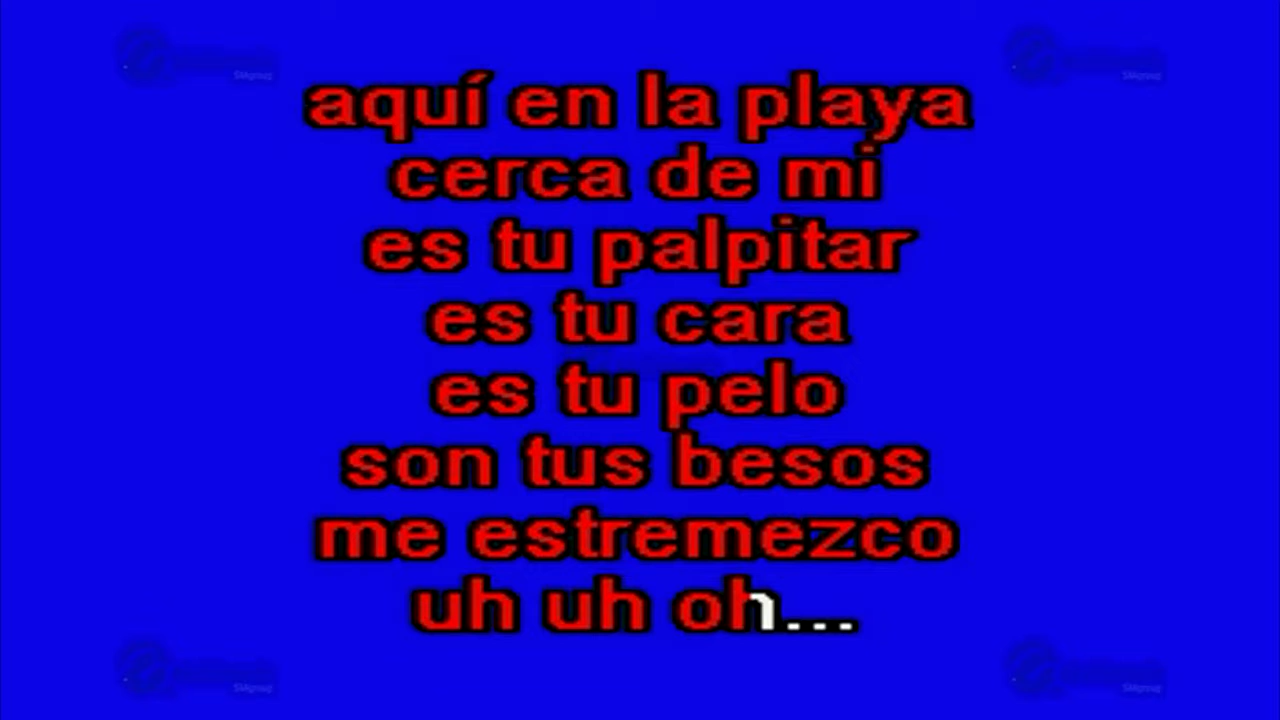 aquí en la playa
cerca de mi
es tu palpitar
es tu cara
es tu pelo
son tus besos
me estremezco
uh uh oh...